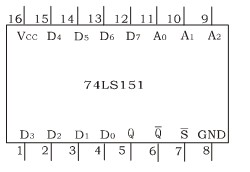 16 15 14 13 12 11 10 9
Vcc D4 D5 D6 D7 A0 A1 A2
74LS151
D3 D2 D1 D0 Q Q̅ S̅ GND
1 2 3 4 5 6 7 8